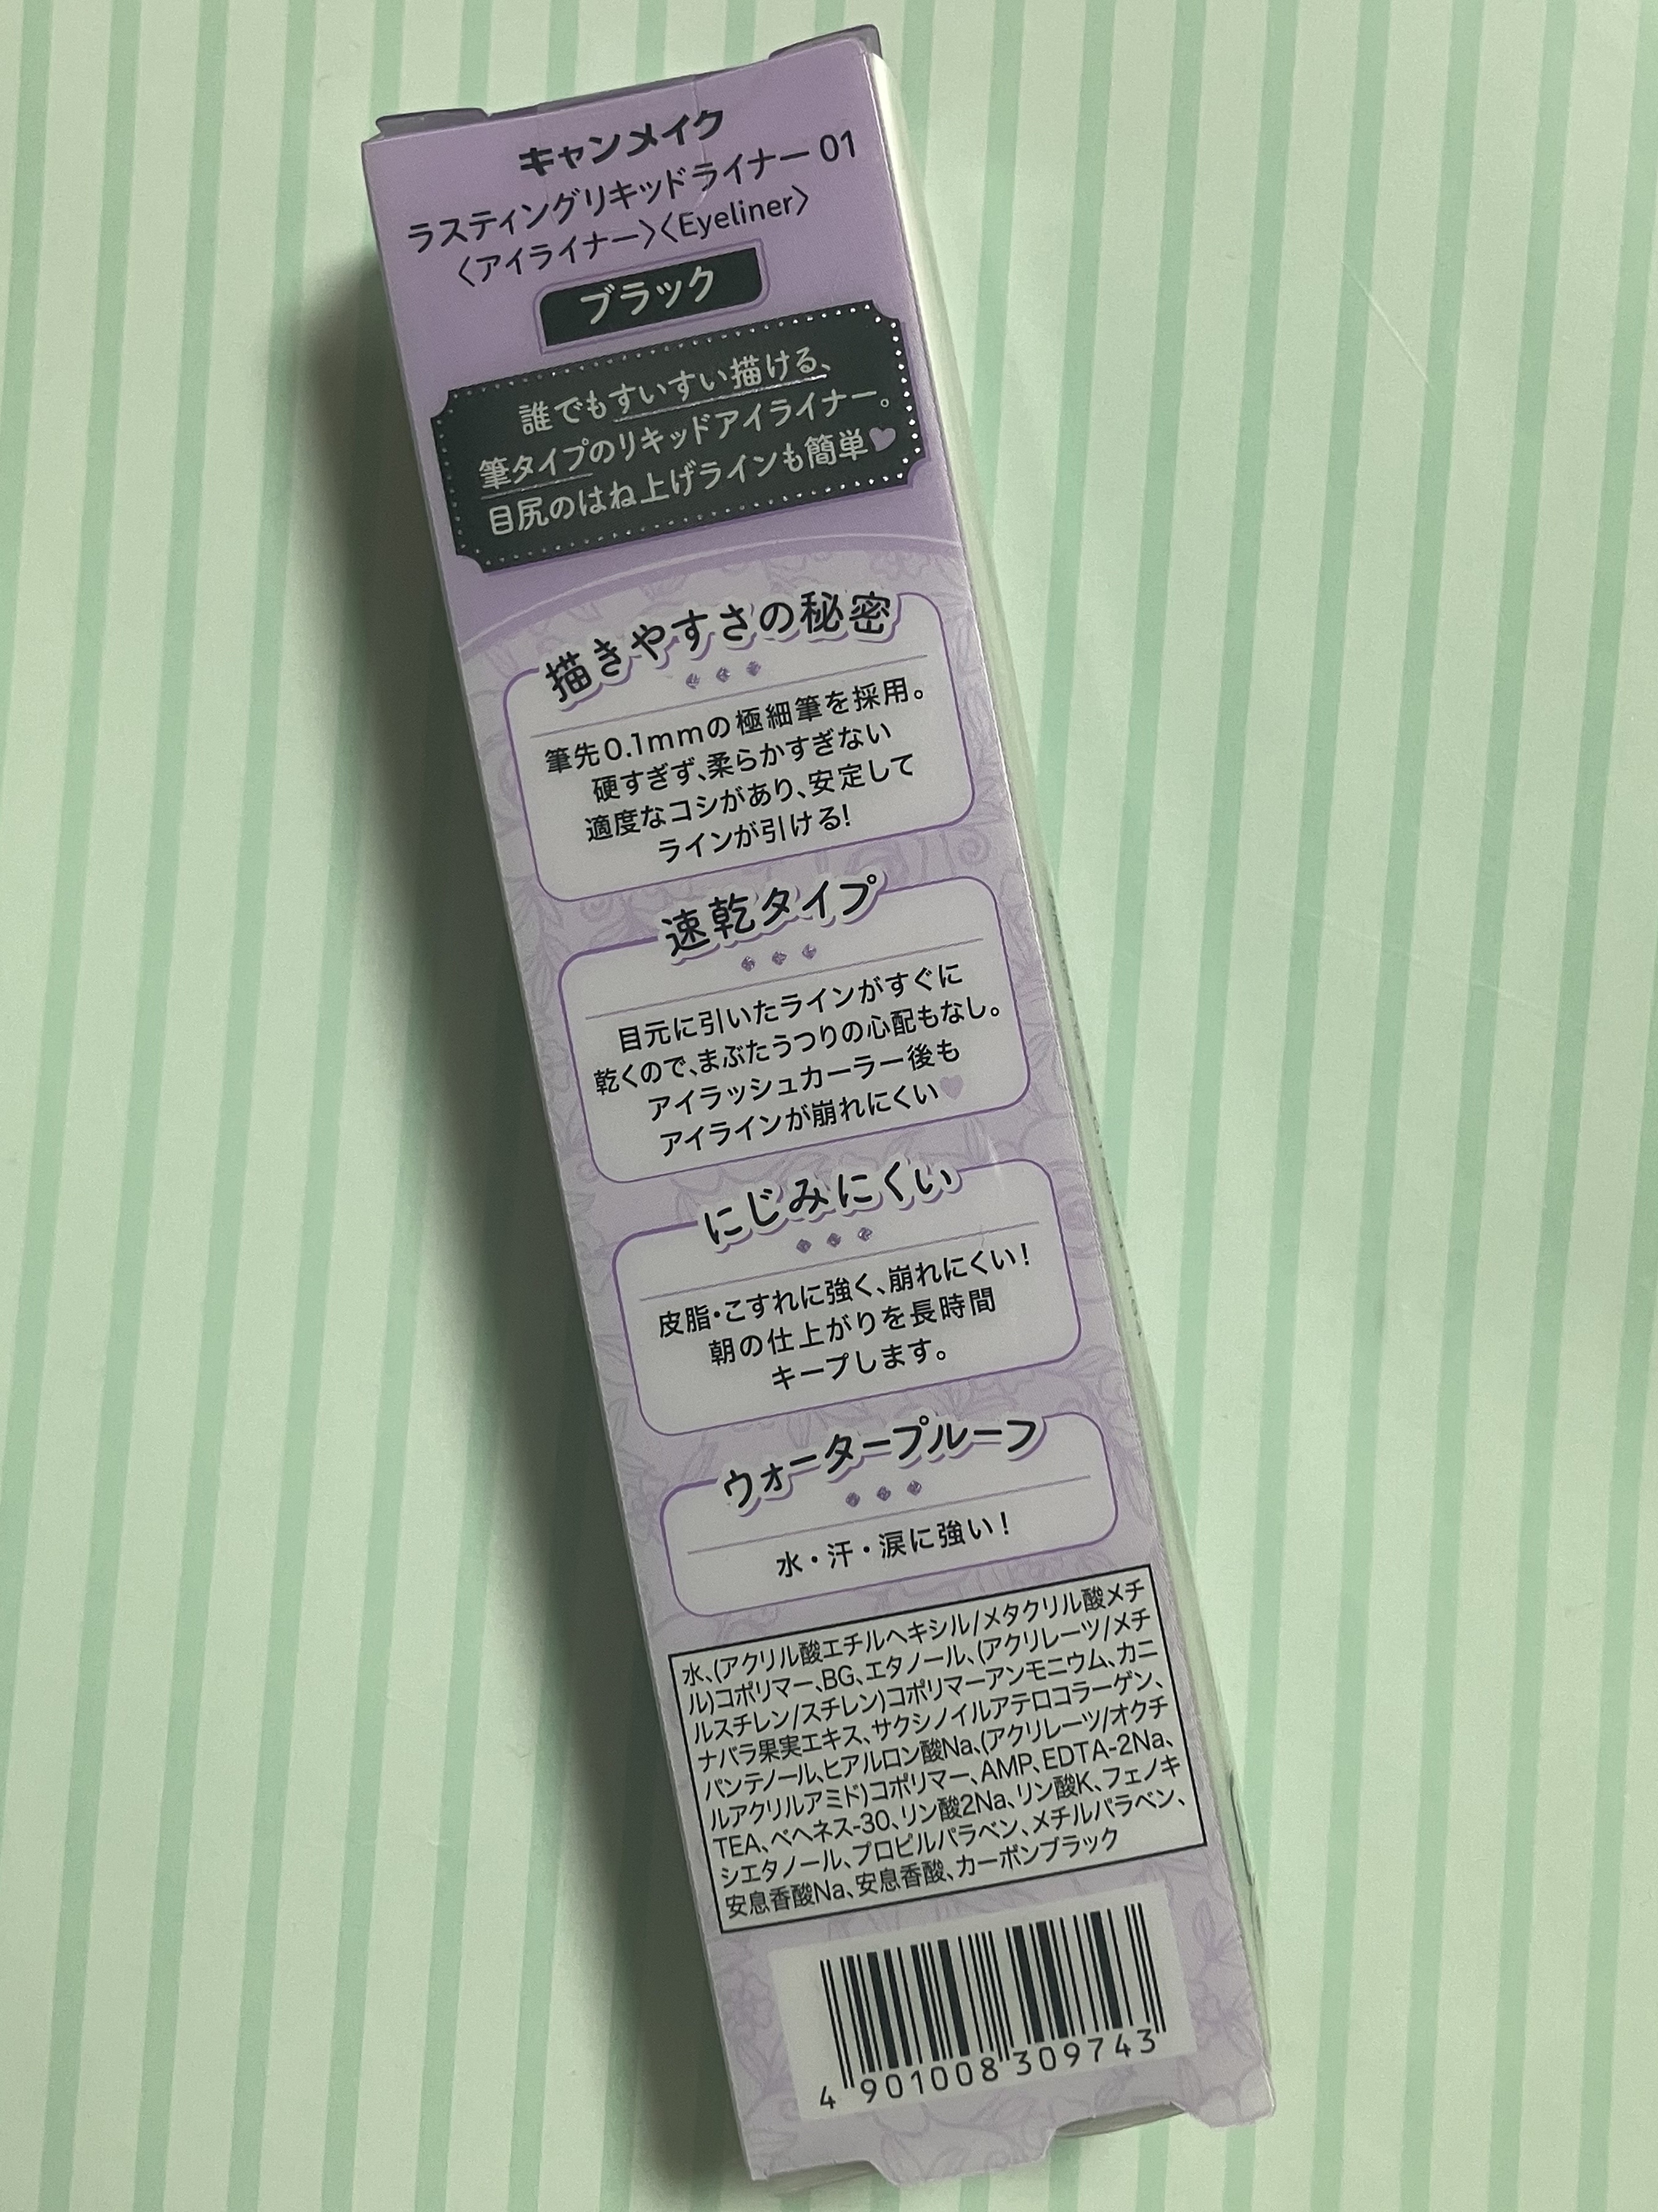 キャンメイク
ラスティングリキッドライナー 01
〈アイライナー〉〈Eyeliner〉
ブラック
誰でもすいすい描ける、
筆タイプのリキッドアイライナー。
目尻のはね上げラインも簡単♥
描きやすさの秘密
筆先0.1mmの極細筆を採用。
硬すぎず、柔らかすぎない
適度なコシがあり、安定して
ラインが引ける!
速乾タイプ
目元に引いたラインがすぐに
乾くので、まぶたうつりの心配もなし。
アイラッシュカーラー後も
アイラインが崩れにくい♥
にじみにくい
皮脂・こすれに強く、崩れにくい!
朝の仕上がりを長時間
キープします。
ウォータープルーフ
水・汗・涙に強い!
水、(アクリル酸エチルヘキシル/メタクリル酸メチ
ル)コポリマー、BG、エタノール、(アクリレーツ/メチ
ルスチレン/スチレン)コポリマーアンモニウム、カニ
ナバラ果実エキス、サクシノイルアテロコラーゲン、
パンテノール、ヒアルロン酸Na、(アクリレーツ/オクチ
ルアクリルアミド)コポリマー、AMP、EDTA-2Na、
TEA、ベヘネス-30、リン酸2Na、リン酸K、フェノキ
シエタノール、プロピルパラベン、メチルパラベン、
安息香酸Na、安息香酸、カーボンブラック
4 901008 309743